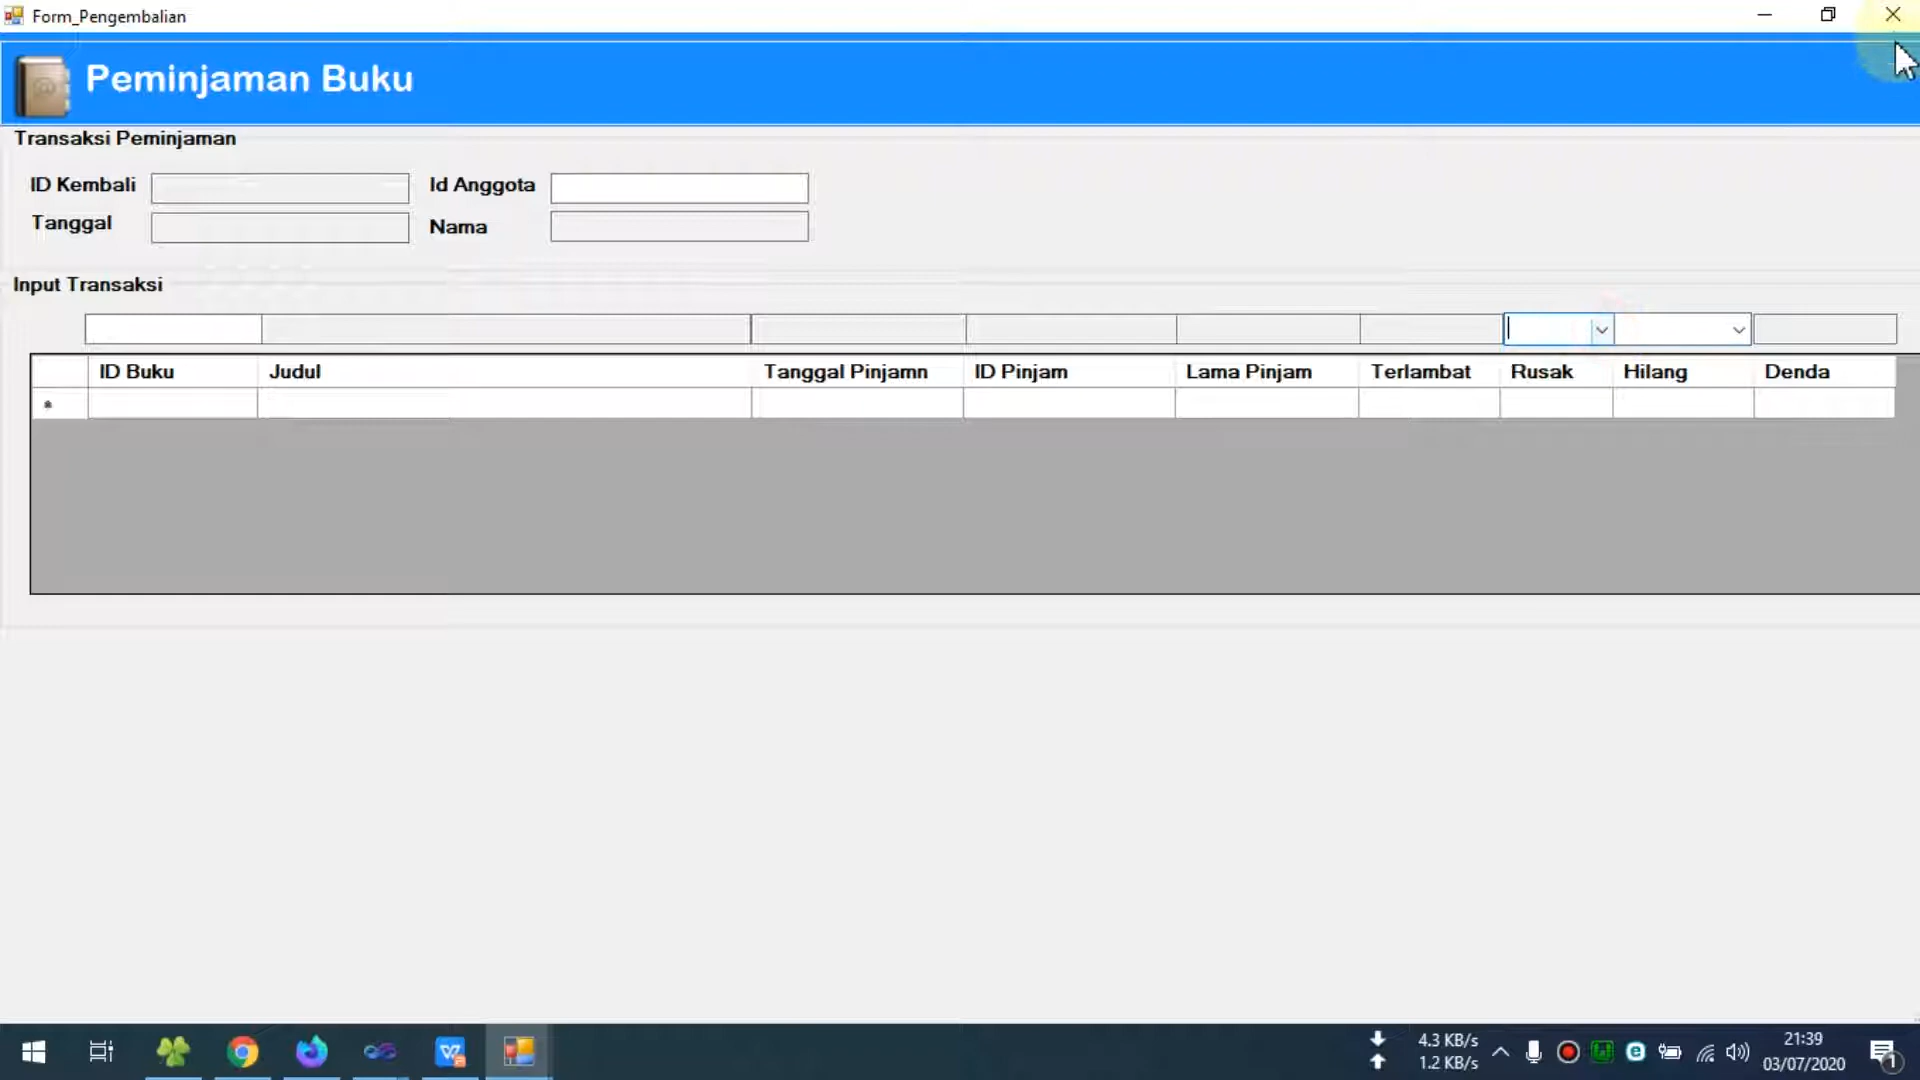 Form_Pengembalian
Peminjaman Buku
Transaksi Peminjaman
ID Kembali
Id Anggota
Tanggal
Nama
Input Transaksi
ID Buku Judul Tanggal Pinjamn ID Pinjam Lama Pinjam Terlambat Rusak Hilang Denda
*
4.3 KB/s
1.2 KB/s
21:39
03/07/2020
1